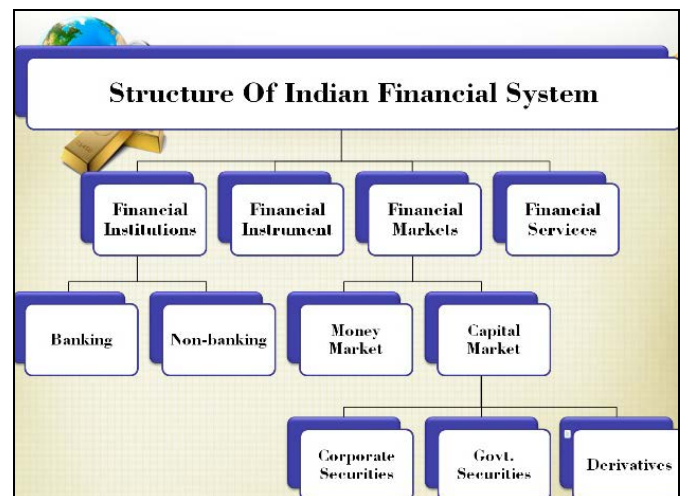 Structure Of Indian Financial System
Financial
Institutions
Financial
Instrument
Financial
Markets
Financial
Services
Banking
Non-banking
Money
Market
Capital
Market
Corporate
Securities
Govt.
Securities
Derivatives